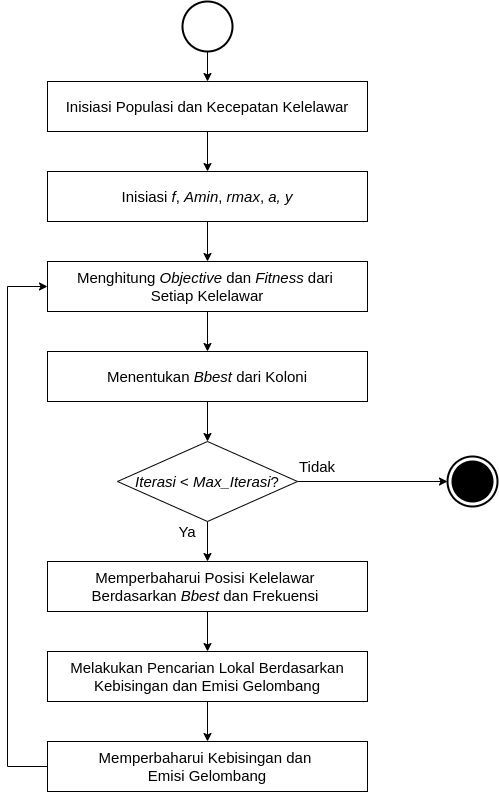 Inisiasi Populasi dan Kecepatan Kelelawar
Inisiasi f, Amin, rmax, a, y
Menghitung Objective dan Fitness dari
Setiap Kelelawar
Menentukan Bbest dari Koloni
Iterasi < Max_Iterasi?
Tidak
Ya
Memperbaharui Posisi Kelelawar
Berdasarkan Bbest dan Frekuensi
Melakukan Pencarian Lokal Berdasarkan
Kebisingan dan Emisi Gelombang
Memperbaharui Kebisingan dan
Emisi Gelombang